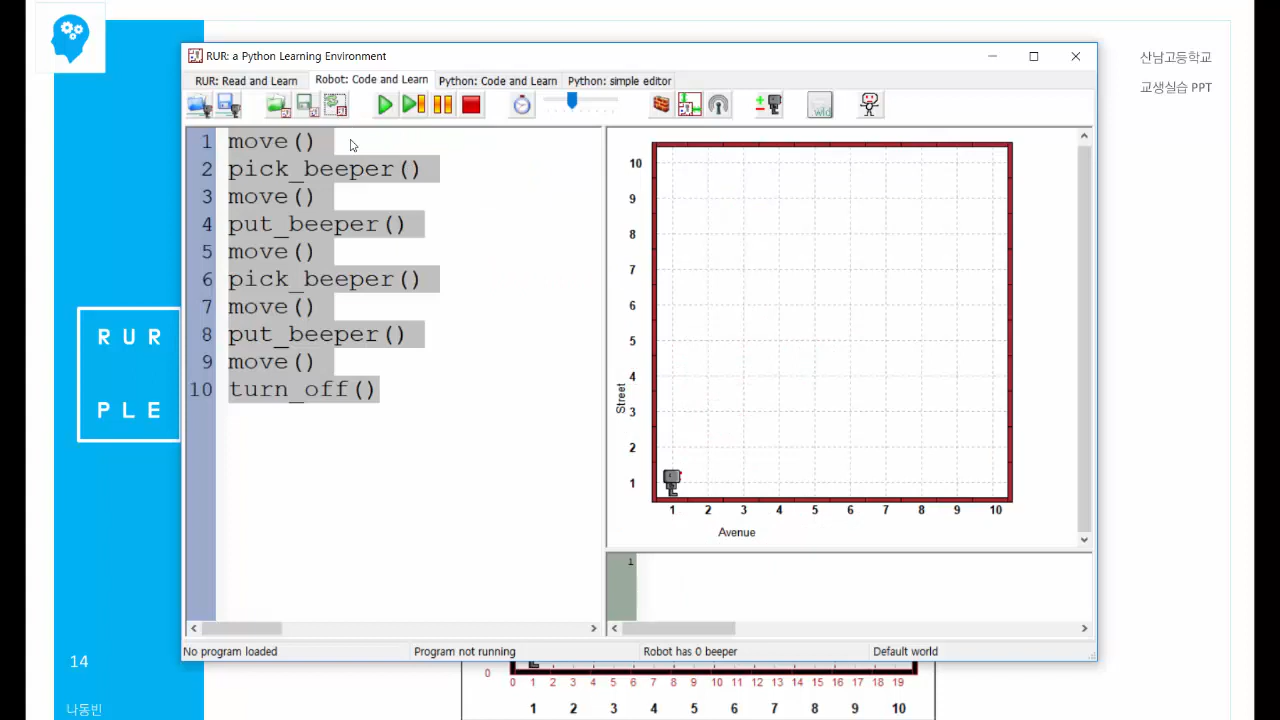 산남고등학교
교생실습 PPT
R U R
P L E
14
나동빈
RUR: a Python Learning Environment
RUR: Read and Learn
Robot: Code and Learn
Python: Code and Learn
Python: simple editor
wld
1 move()
2 pick_beeper()
3 move()
4 put_beeper()
5 move()
6 pick_beeper()
7 move()
8 put_beeper()
9 move()
10 turn_off()
10
9
8
7
6
5
4
3
2
1
Street
1 2 3 4 5 6 7 8 9 10
Avenue
1
No program loaded
Program not running
Robot has 0 beeper
Default world
0
0 1 2 3 4 5 6 7 8 9 10 11 12 13 14 15 16 17 18 19
1 2 3 4 5 6 7 8 9 10